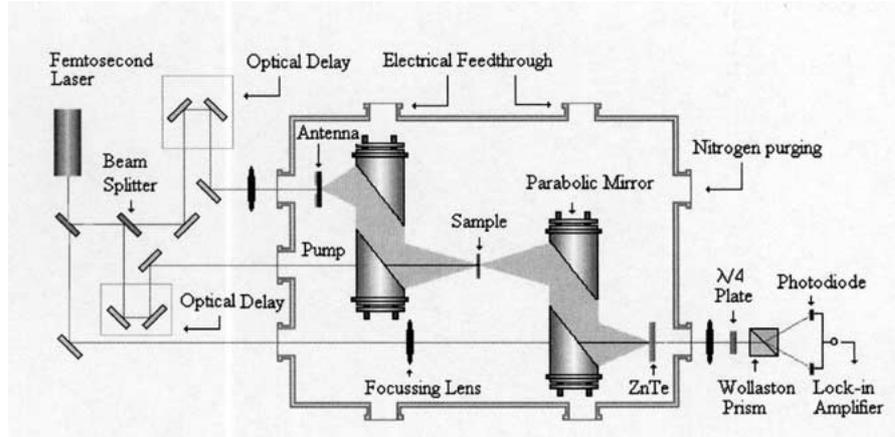 Femtosecond
Laser
Optical Delay
Electrical Feedthrough
Antenna
Nitrogen purging
Beam
Splitter
Parabolic Mirror
Sample
Pump
λ/4
Plate
Photodiode
Optical Delay
Focussing Lens
ZnTe
Wollaston
Prism
Lock-in
Amplifier